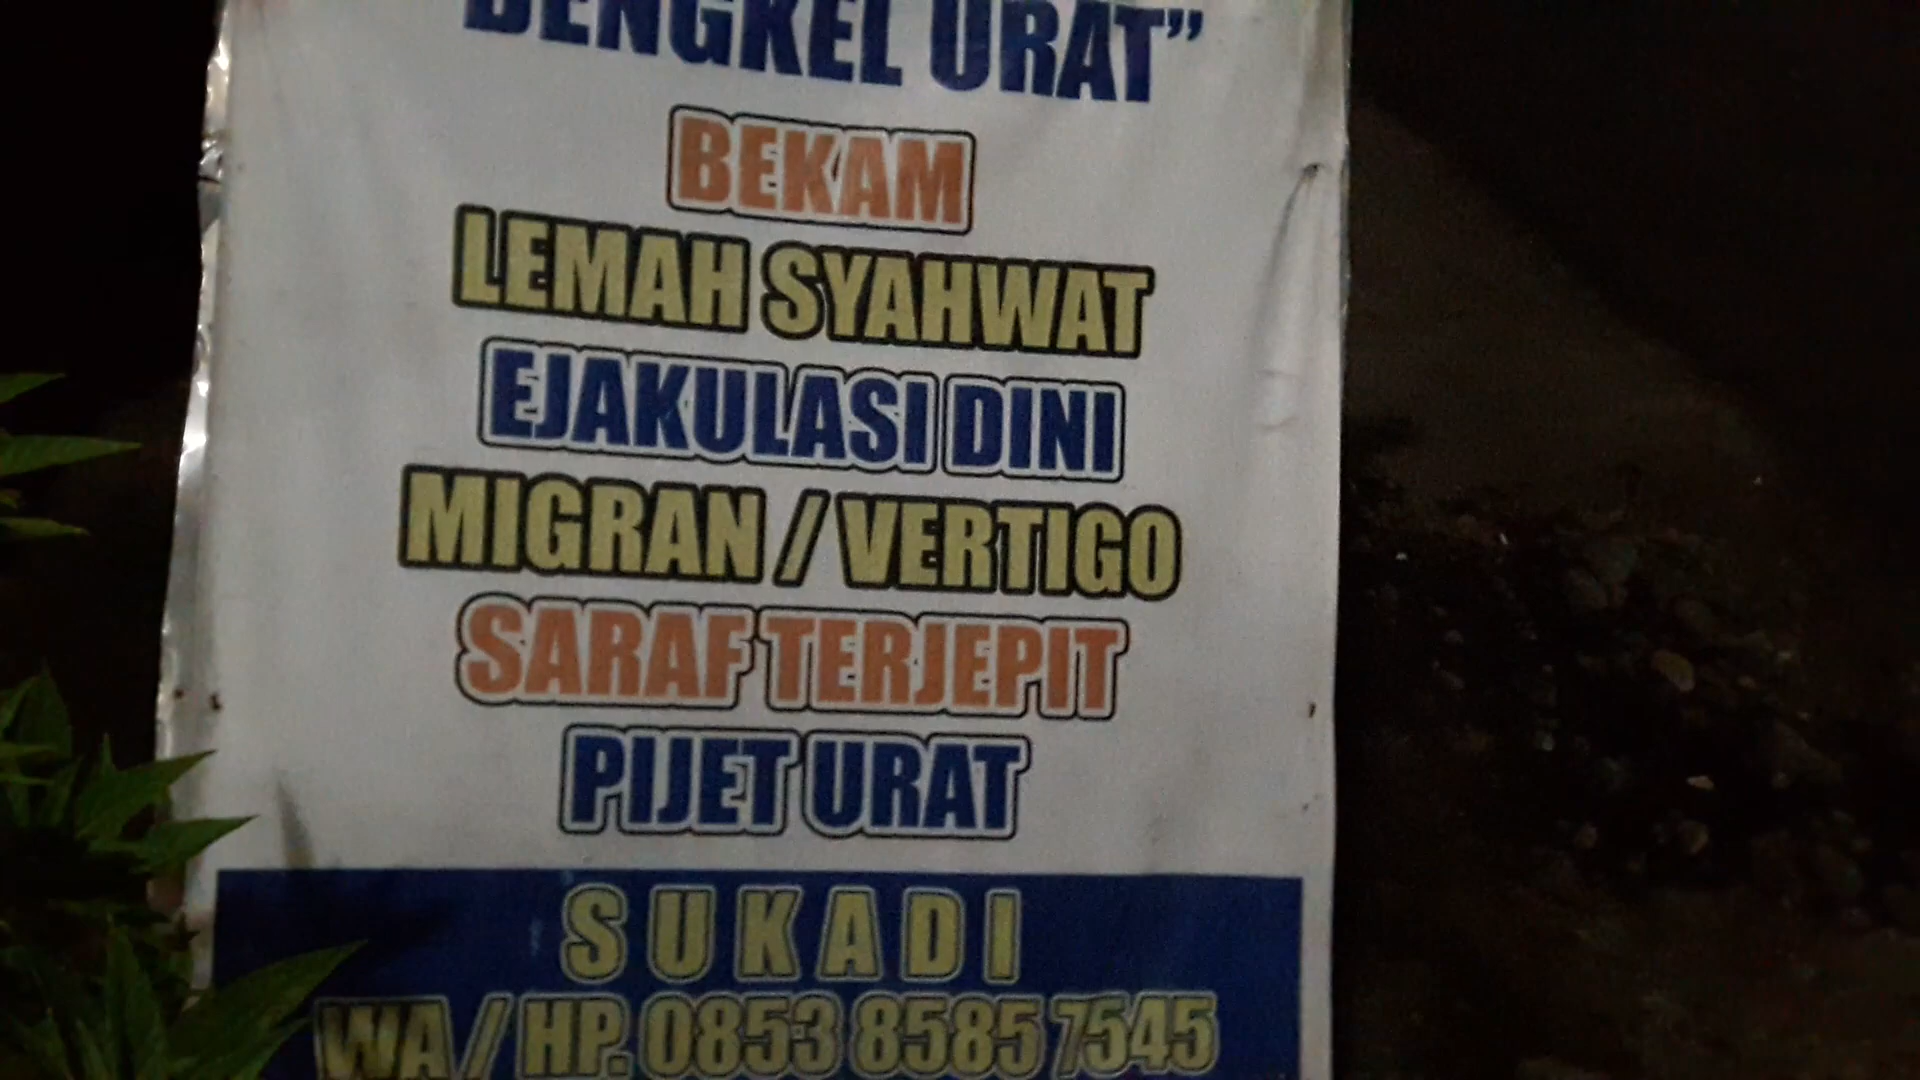 BENGKEL URAT”
BEKAM
LEMAH SYAHWAT
EJAKULASI DINI
MIGRAN / VERTIGO
SARAF TERJEPIT
PIJET URAT
SUKADI
WA / HP. 0853 8585 7545